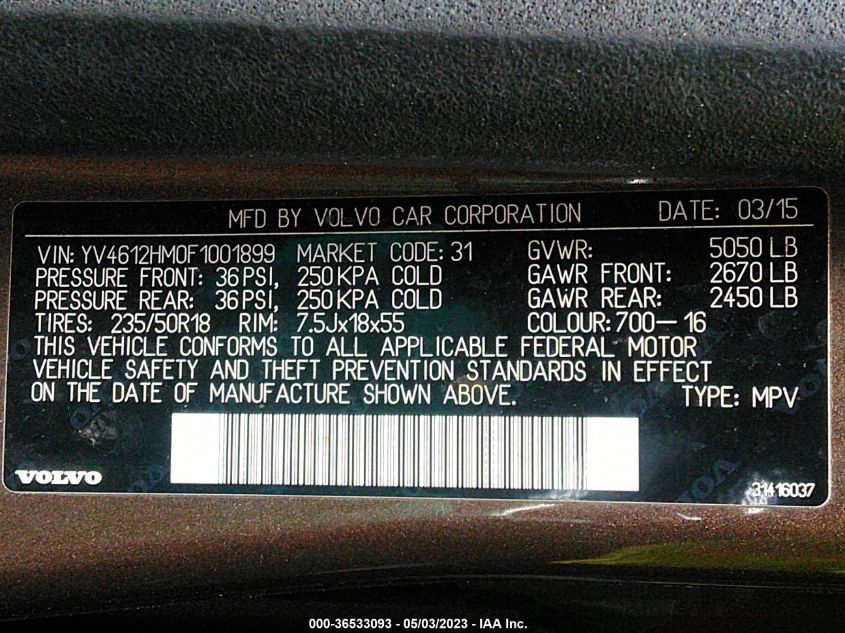 MFD BY VOLVO CAR CORPORATION DATE: 03/15
VIN: YV4612HM0F1001899 MARKET CODE: 31 GVWR: 5050 LB
PRESSURE FRONT: 36 PSI, 250 KPA COLD GAWR FRONT: 2670 LB
PRESSURE REAR: 36 PSI, 250 KPA COLD GAWR REAR: 2450 LB
TIRES: 235/50R18 RIM: 7.5Jx18x55 COLOUR: 700—16
THIS VEHICLE CONFORMS TO ALL APPLICABLE FEDERAL MOTOR
VEHICLE SAFETY AND THEFT PREVENTION STANDARDS IN EFFECT
ON THE DATE OF MANUFACTURE SHOWN ABOVE. TYPE: MPV
VOLVO 31416037
000-36533093 - 05/03/2023 - IAA Inc.